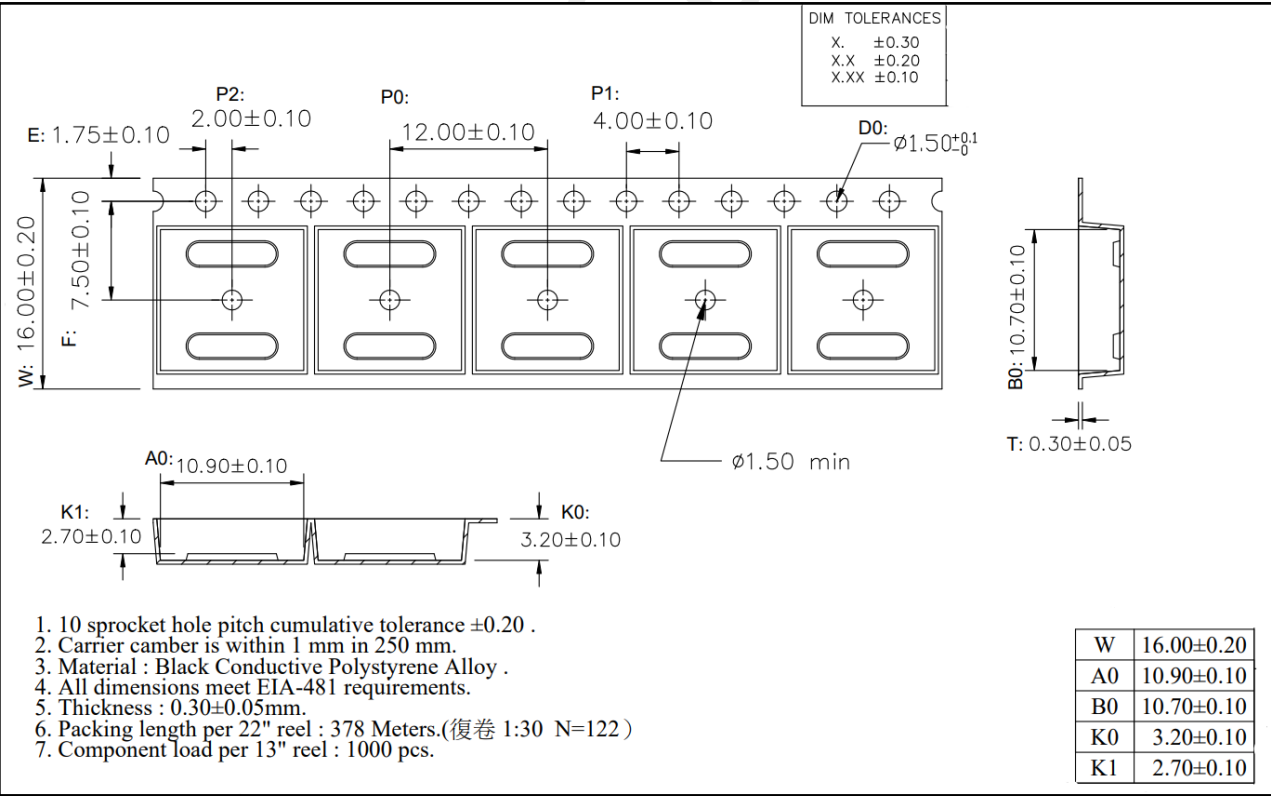 DIM TOLERANCES
X. ±0.30
X.X ±0.20
X.XX ±0.10
P2:
2.00±0.10
P0:
12.00±0.10
P1:
4.00±0.10
D0:
Ø1.50+0.1 -0
E: 1.75±0.10
W: 16.00±0.20
F: 7.50±0.10
B0: 10.70±0.10
T: 0.30±0.05
Ø1.50 min
A0: 10.90±0.10
K1:
2.70±0.10
K0:
3.20±0.10
1. 10 sprocket hole pitch cumulative tolerance ±0.20 .
2. Carrier camber is within 1 mm in 250 mm.
3. Material : Black Conductive Polystyrene Alloy .
4. All dimensions meet EIA-481 requirements.
5. Thickness : 0.30±0.05mm.
6. Packing length per 22" reel : 378 Meters.(復卷 1:30 N=122）
7. Component load per 13" reel : 1000 pcs.
W 16.00±0.20
A0 10.90±0.10
B0 10.70±0.10
K0 3.20±0.10
K1 2.70±0.10